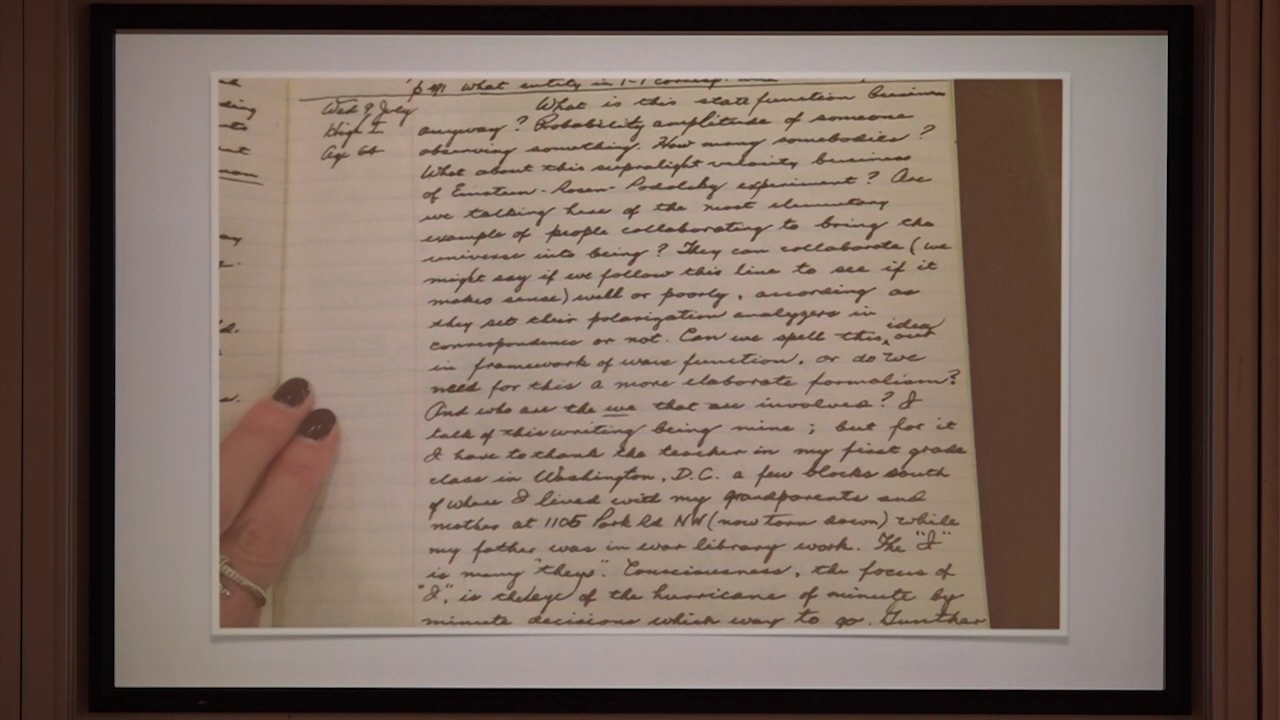 p 491 What entity in 1-1 corresp.
Wed 9 July
High I
Age 64
What is this state function business
anyway? Probability amplitude of someone
observing something. How many somebodies?
What about this supralight velocity business
of Einstein-Rosen-Podolsky experiment? Are
we talking here of the most elementary
example of people collaborating to bring the
universe into being? They can collaborate (we
might say if we follow this line to see if it
makes sense) well or poorly, according as
they set their polarization analyzers in
correspondence or not. Can we spell this idea out
in framework of wave function, or do we
need for this a more elaborate formalism?
And who are the we that are involved? I
talk of this writing being mine; but for it
I have to thank the teacher in my first grade
class in Washington, D.C. a few blocks south
of where I lived with my grandparents and
mother at 1105 Park Rd NW (now torn down) while
my father was in war library work. The "I"
is many "theys". Consciousness, the focus of
"I", is the eye of the hurricane of minute by
minute decisions which way to go. Gunther